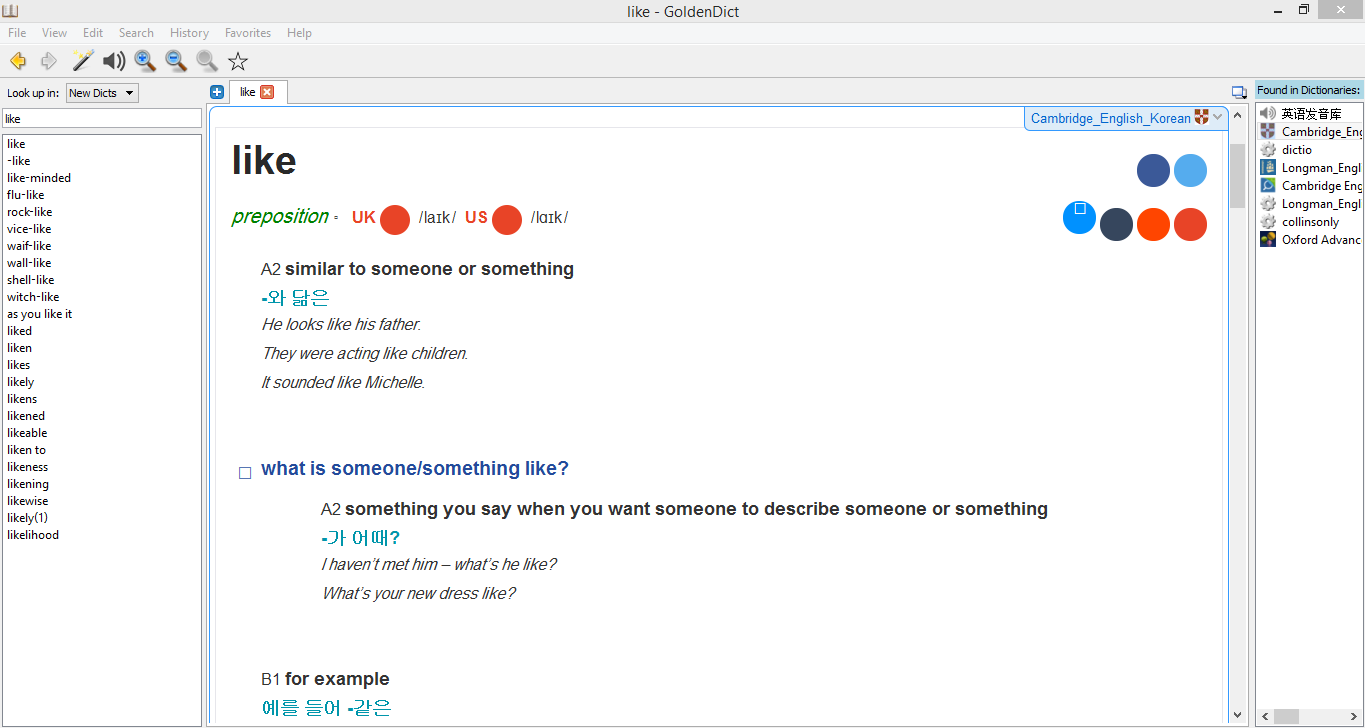 like - GoldenDict
File View Edit Search History Favorites Help
Look up in: New Dicts
like
like
-like
like-minded
flu-like
rock-like
vice-like
waif-like
wall-like
shell-like
witch-like
as you like it
liked
liken
likes
likely
likens
likened
likeable
liken to
likeness
likening
likewise
likely(1)
likelihood
like
Cambridge_English_Korean
like
preposition UK /laɪk/ US /lɑɪk/
A2 similar to someone or something
-와 닮은
He looks like his father.
They were acting like children.
It sounded like Michelle.
what is someone/something like?
A2 something you say when you want someone to describe someone or something
-가 어때?
I haven’t met him – what’s he like?
What’s your new dress like?
B1 for example
예를 들어 -같은
Found in Dictionaries:
英语发音库
Cambridge_Eng
dictio
Longman_Engl
Cambridge Eng
Longman_Engl
collinsonly
Oxford Advanc